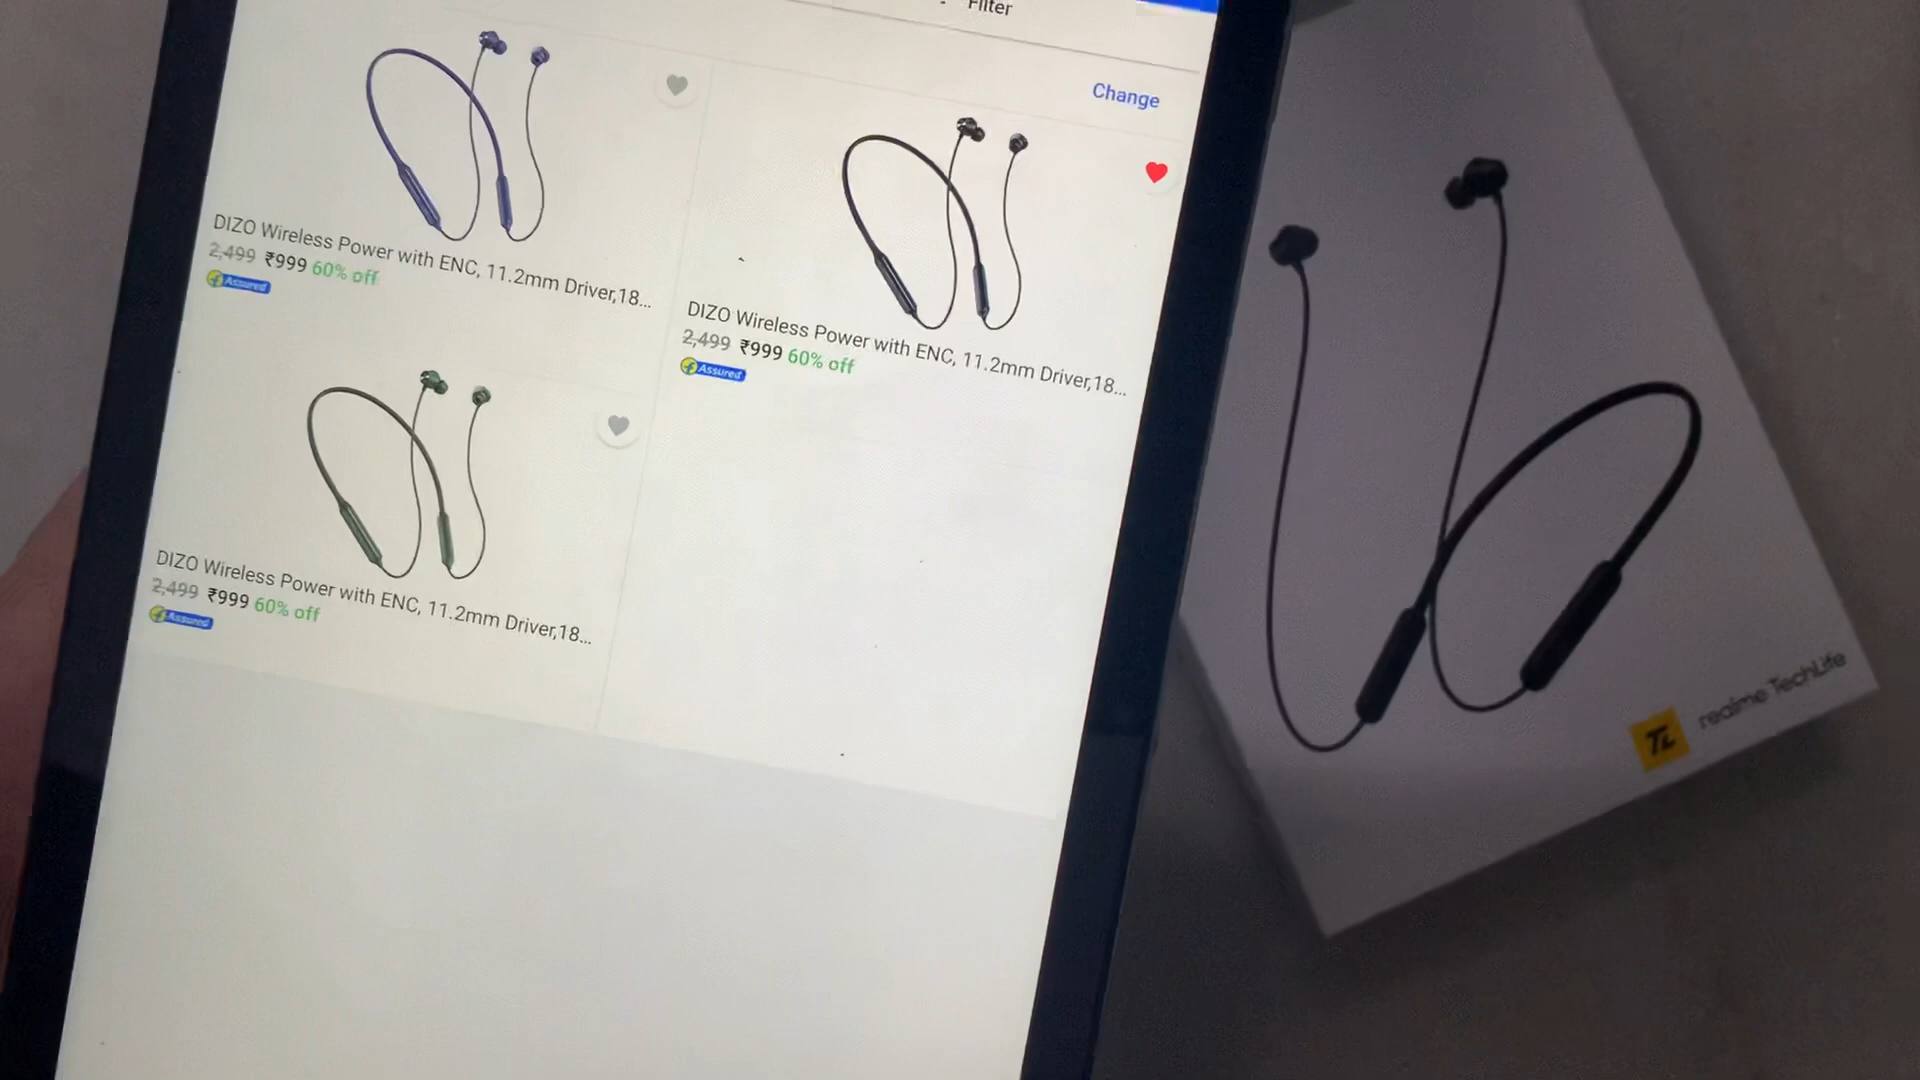 Filter
Change
DIZO Wireless Power with ENC, 11.2mm Driver,18...
2,499 ₹999 60% off
Assured
DIZO Wireless Power with ENC, 11.2mm Driver,18...
2,499 ₹999 60% off
Assured
DIZO Wireless Power with ENC, 11.2mm Driver,18...
2,499 ₹999 60% off
Assured
TL realme TechLife